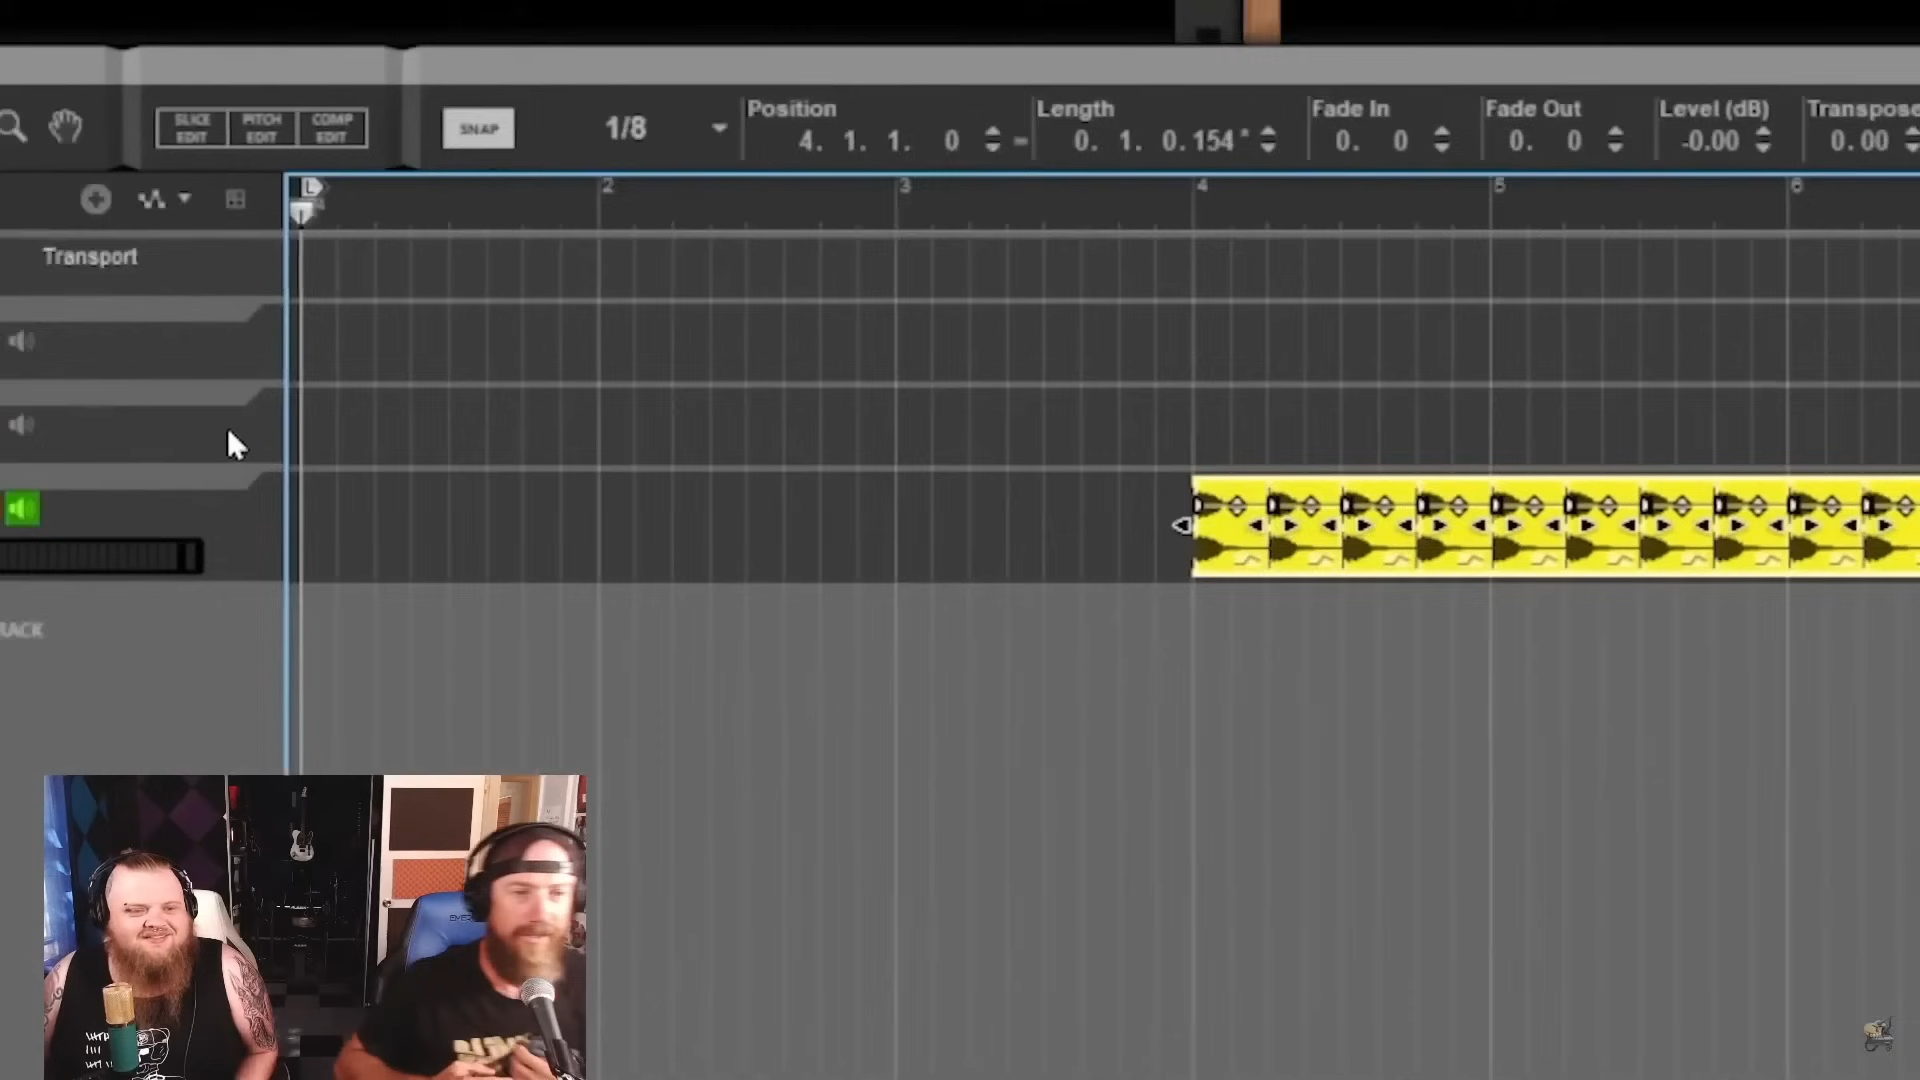 SLICE EDIT
PITCH EDIT
COMP EDIT
SNAP
1/8
Position
4. 1. 1. 0
Length
0. 1. 0.154*
Fade In
0. 0
Fade Out
0. 0
Level (dB)
-0.00
Transpose
0.00
L
2
3
4
5
6
Transport
RACK